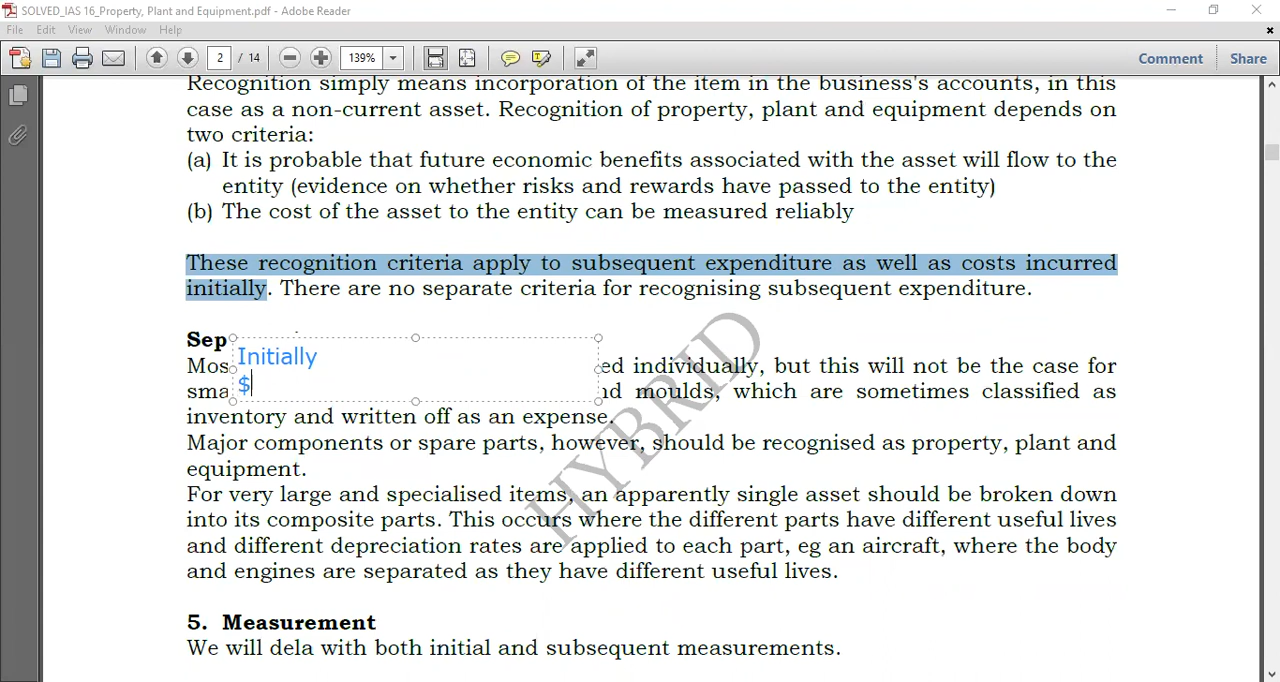 SOLVED_IAS 16_Property, Plant and Equipment.pdf - Adobe Reader
File Edit View Window Help
2 / 14 139% Comment Share
Recognition simply means incorporation of the item in the business's accounts, in this
case as a non-current asset. Recognition of property, plant and equipment depends on
two criteria:
(a) It is probable that future economic benefits associated with the asset will flow to the
entity (evidence on whether risks and rewards have passed to the entity)
(b) The cost of the asset to the entity can be measured reliably
These recognition criteria apply to subsequent expenditure as well as costs incurred
initially. There are no separate criteria for recognising subsequent expenditure.
Sep
Initially
Mos ed individually, but this will not be the case for
$
sma nd moulds, which are sometimes classified as
inventory and written off as an expense.
Major components or spare parts, however, should be recognised as property, plant and
equipment.
For very large and specialised items, an apparently single asset should be broken down
into its composite parts. This occurs where the different parts have different useful lives
and different depreciation rates are applied to each part, eg an aircraft, where the body
and engines are separated as they have different useful lives.
HYBRID
5. Measurement
We will dela with both initial and subsequent measurements.